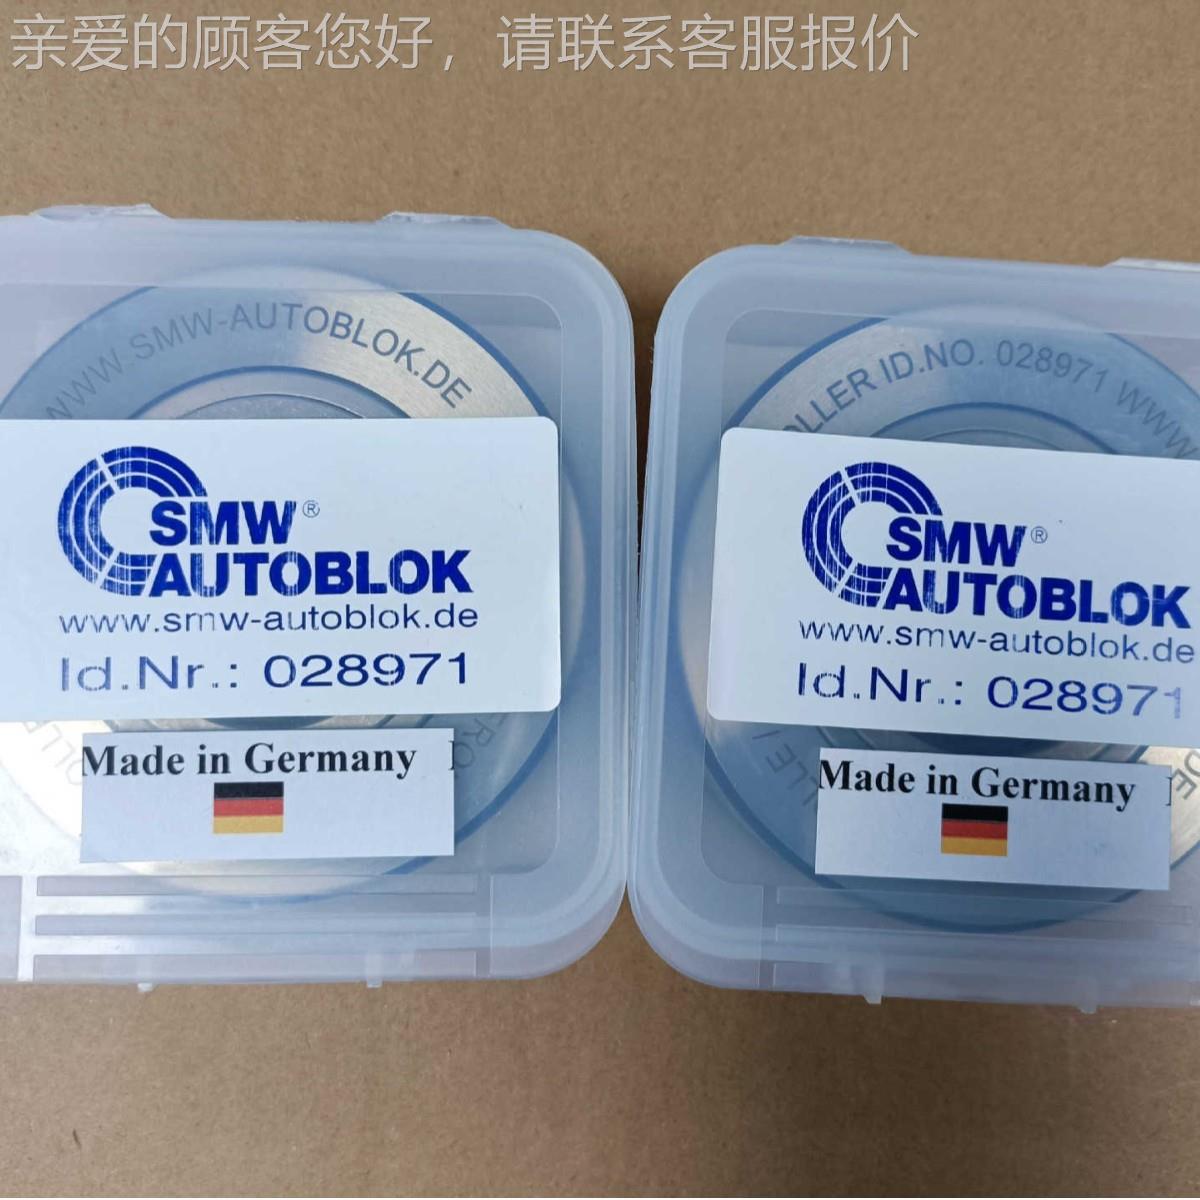 亲爱的顾客您好，请联系客服报价
WWW.SMW-AUTOBLOK.DE
SMW®
AUTOBLOK
www.smw-autoblok.de
Id.Nr.: 028971
Made in Germany
ROLLER ID.NO. 028971 WWW.
SMW®
AUTOBLOK
www.smw-autoblok.de
Id.Nr.: 028971
Made in Germany